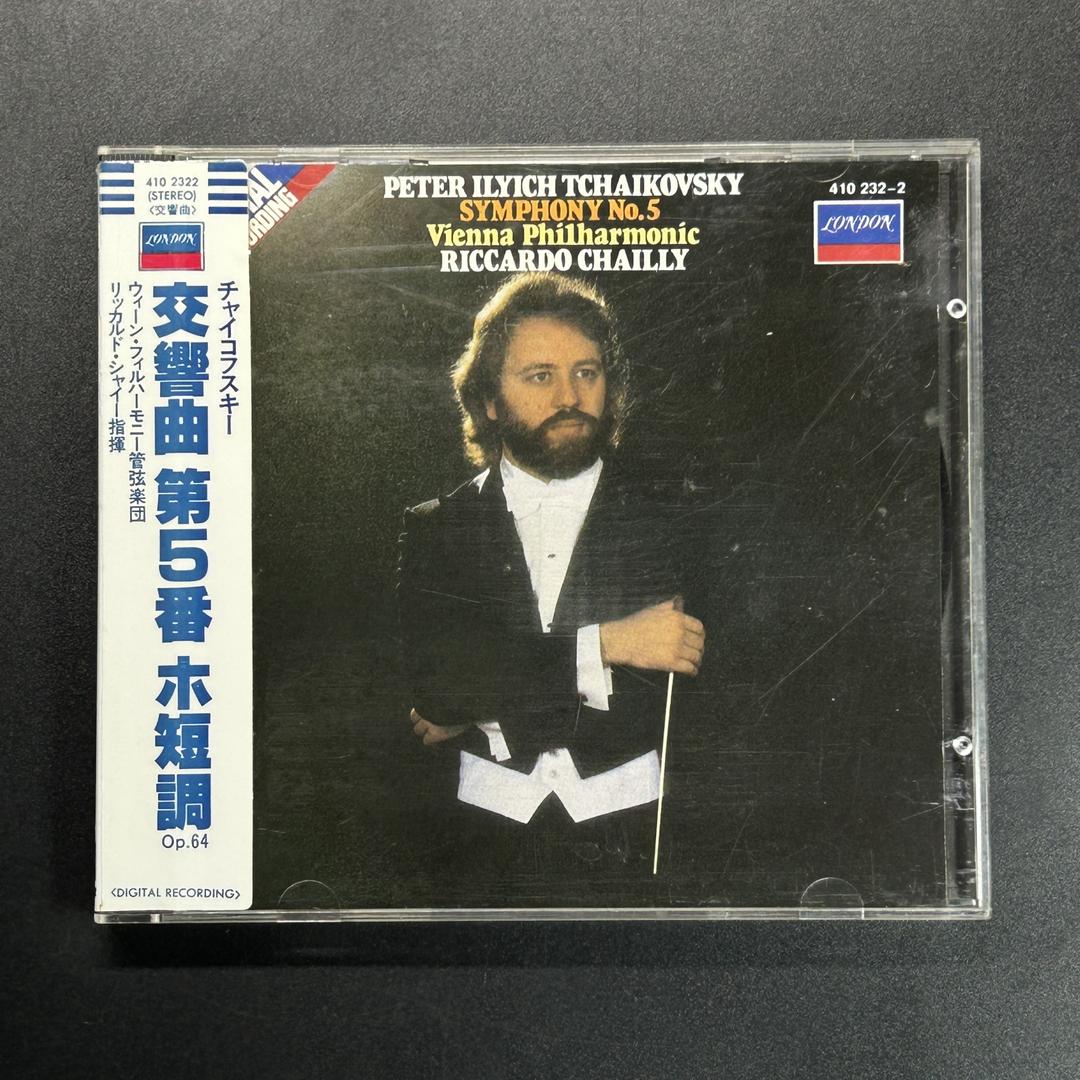 410 2322
(STEREO)
〈交響曲〉
LONDON
チャイコフスキー
交響曲 第5番 ホ短調
Op.64
ウィーン・フィルハーモニー管弦楽団
リッカルド・シャイー指揮
〈DIGITAL RECORDING〉
PETER ILYICH TCHAIKOVSKY
SYMPHONY No.5
Vienna Philharmonic
RICCARDO CHAILLY
410 232-2
LONDON